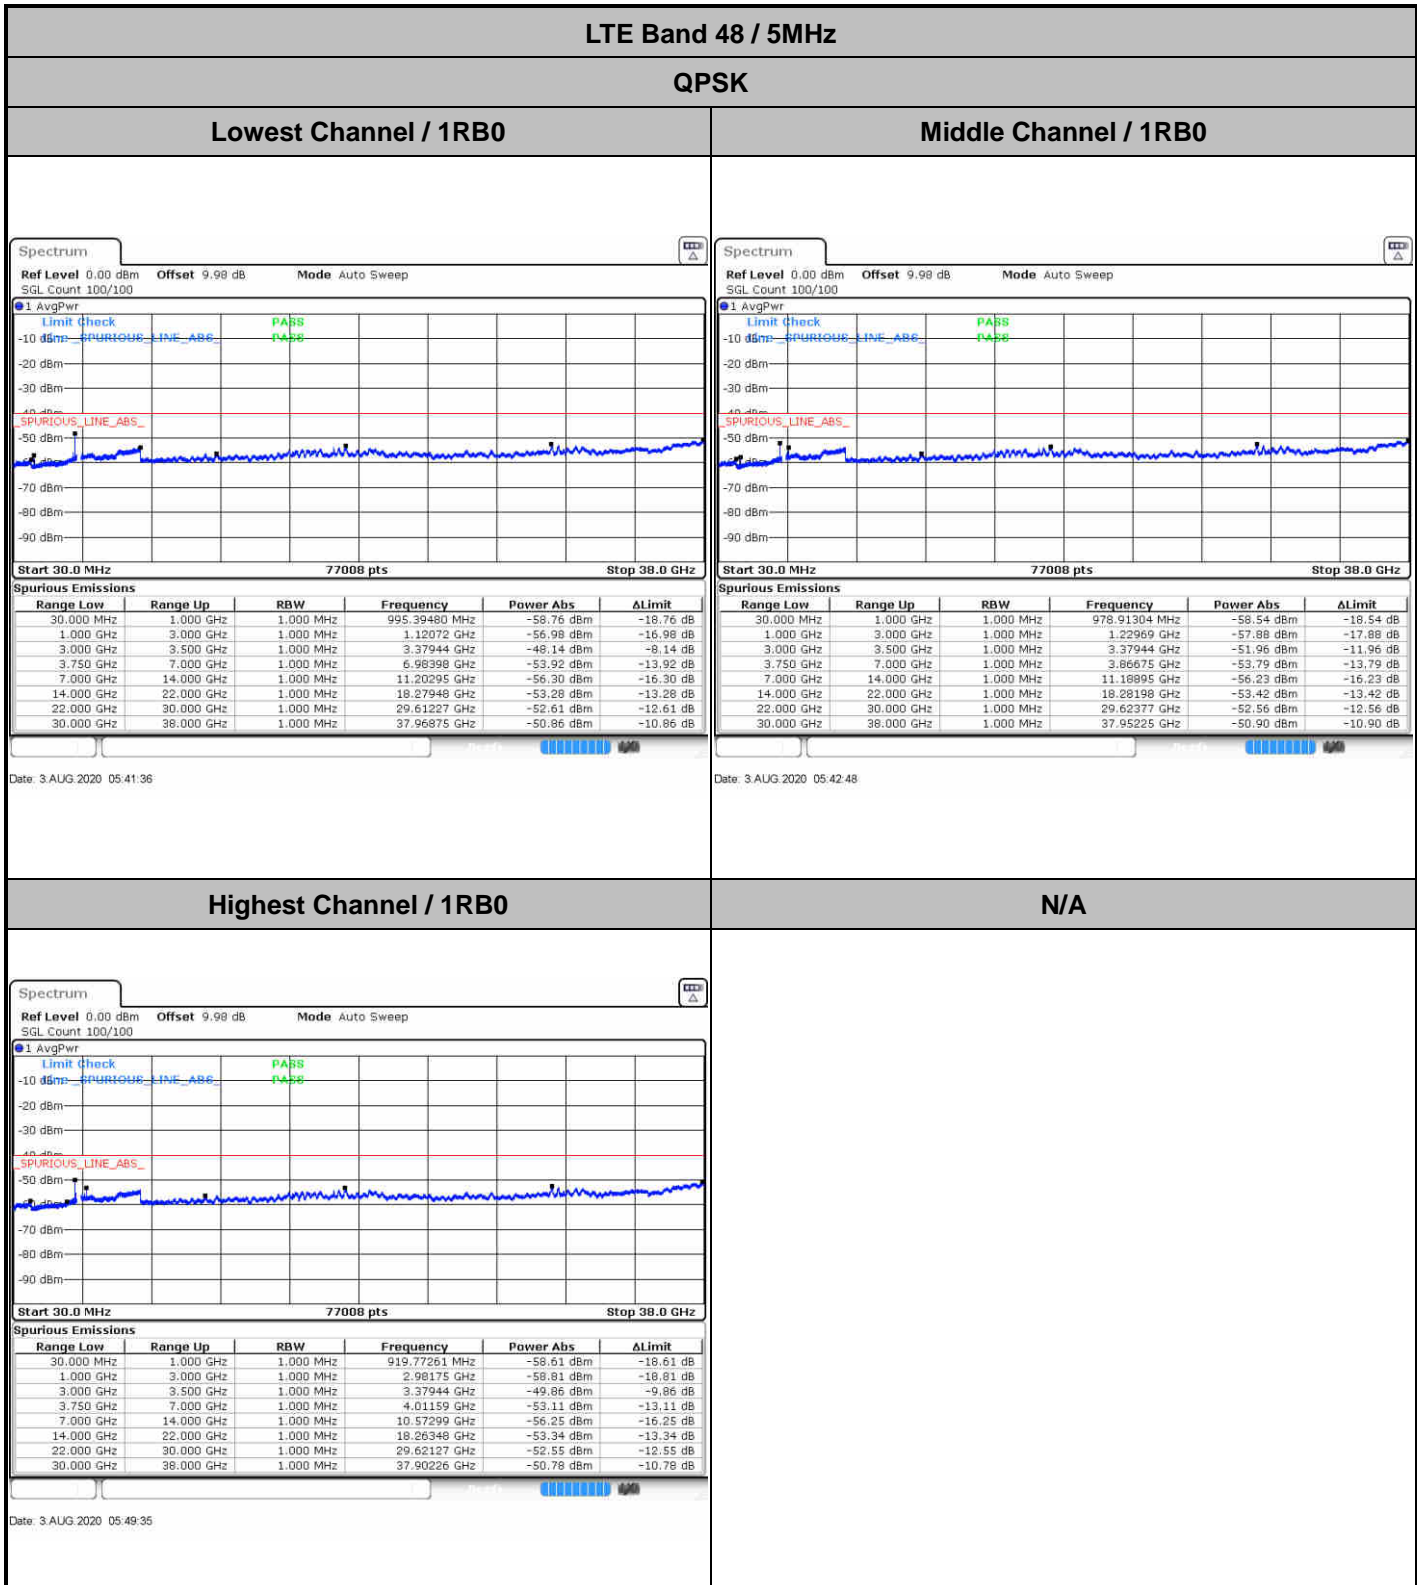 LTE Band 48 / 5MHz
QPSK
Lowest Channel / 1RB0
Middle Channel / 1RB0
Spectrum
Ref Level 0.00 dBm Offset 9.98 dB Mode Auto Sweep
SGL Count 100/100
1 AvgPwr
Limit Check PASS
Line _SPURIOUS_LINE_ABS_ PASS
-10 dBm
-20 dBm
-30 dBm
-40 dBm
_SPURIOUS_LINE_ABS_
-50 dBm
-60 dBm
-70 dBm
-80 dBm
-90 dBm
Start 30.0 MHz 77008 pts Stop 38.0 GHz
Spurious Emissions
Range Low Range Up RBW Frequency Power Abs ΔLimit
30.000 MHz 1.000 GHz 1.000 MHz 995.39480 MHz -58.76 dBm -18.76 dB
1.000 GHz 3.000 GHz 1.000 MHz 1.12072 GHz -56.98 dBm -16.98 dB
3.000 GHz 3.500 GHz 1.000 MHz 3.37944 GHz -48.14 dBm -8.14 dB
3.750 GHz 7.000 GHz 1.000 MHz 6.98398 GHz -53.92 dBm -13.92 dB
7.000 GHz 14.000 GHz 1.000 MHz 11.20295 GHz -56.30 dBm -16.30 dB
14.000 GHz 22.000 GHz 1.000 MHz 18.27948 GHz -53.28 dBm -13.28 dB
22.000 GHz 30.000 GHz 1.000 MHz 29.61227 GHz -52.61 dBm -12.61 dB
30.000 GHz 38.000 GHz 1.000 MHz 37.96875 GHz -50.86 dBm -10.86 dB
Date: 3.AUG.2020 05:41:36
Spectrum
Ref Level 0.00 dBm Offset 9.98 dB Mode Auto Sweep
SGL Count 100/100
1 AvgPwr
Limit Check PASS
Line _SPURIOUS_LINE_ABS_ PASS
-10 dBm
-20 dBm
-30 dBm
-40 dBm
_SPURIOUS_LINE_ABS_
-50 dBm
-60 dBm
-70 dBm
-80 dBm
-90 dBm
Start 30.0 MHz 77008 pts Stop 38.0 GHz
Spurious Emissions
Range Low Range Up RBW Frequency Power Abs ΔLimit
30.000 MHz 1.000 GHz 1.000 MHz 978.91304 MHz -58.54 dBm -18.54 dB
1.000 GHz 3.000 GHz 1.000 MHz 1.22969 GHz -57.88 dBm -17.88 dB
3.000 GHz 3.500 GHz 1.000 MHz 3.37944 GHz -51.96 dBm -11.96 dB
3.750 GHz 7.000 GHz 1.000 MHz 3.86675 GHz -53.79 dBm -13.79 dB
7.000 GHz 14.000 GHz 1.000 MHz 11.18895 GHz -56.23 dBm -16.23 dB
14.000 GHz 22.000 GHz 1.000 MHz 18.28198 GHz -53.42 dBm -13.42 dB
22.000 GHz 30.000 GHz 1.000 MHz 29.62377 GHz -52.56 dBm -12.56 dB
30.000 GHz 38.000 GHz 1.000 MHz 37.95225 GHz -50.90 dBm -10.90 dB
Date: 3.AUG.2020 05:42:48
Highest Channel / 1RB0
N/A
Spectrum
Ref Level 0.00 dBm Offset 9.98 dB Mode Auto Sweep
SGL Count 100/100
1 AvgPwr
Limit Check PASS
Line _SPURIOUS_LINE_ABS_ PASS
-10 dBm
-20 dBm
-30 dBm
-40 dBm
_SPURIOUS_LINE_ABS_
-50 dBm
-60 dBm
-70 dBm
-80 dBm
-90 dBm
Start 30.0 MHz 77008 pts Stop 38.0 GHz
Spurious Emissions
Range Low Range Up RBW Frequency Power Abs ΔLimit
30.000 MHz 1.000 GHz 1.000 MHz 919.77261 MHz -58.61 dBm -18.61 dB
1.000 GHz 3.000 GHz 1.000 MHz 2.98175 GHz -58.81 dBm -18.81 dB
3.000 GHz 3.500 GHz 1.000 MHz 3.37944 GHz -49.86 dBm -9.86 dB
3.750 GHz 7.000 GHz 1.000 MHz 4.01159 GHz -53.11 dBm -13.11 dB
7.000 GHz 14.000 GHz 1.000 MHz 10.57299 GHz -56.25 dBm -16.25 dB
14.000 GHz 22.000 GHz 1.000 MHz 18.26348 GHz -53.34 dBm -13.34 dB
22.000 GHz 30.000 GHz 1.000 MHz 29.62127 GHz -52.55 dBm -12.55 dB
30.000 GHz 38.000 GHz 1.000 MHz 37.90226 GHz -50.78 dBm -10.78 dB
Date: 3.AUG.2020 05:49:35